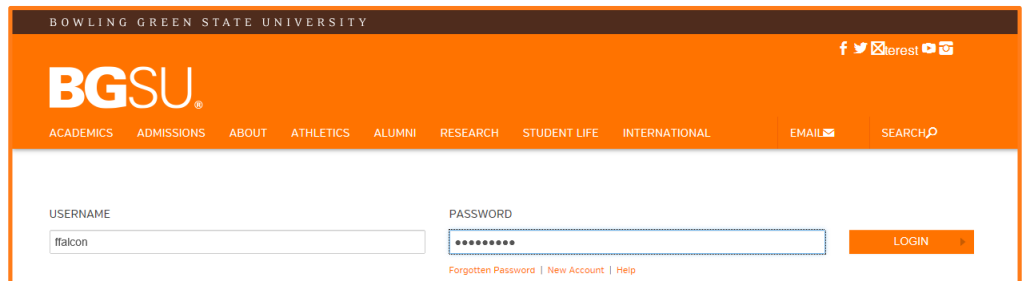 BOWLING GREEN STATE UNIVERSITY
terest
BGSU®
ACADEMICS ADMISSIONS ABOUT ATHLETICS ALUMNI RESEARCH STUDENT LIFE INTERNATIONAL EMAIL SEARCH
USERNAME PASSWORD
ffalcon ●●●●●●●●● LOGIN
Forgotten Password | New Account | Help